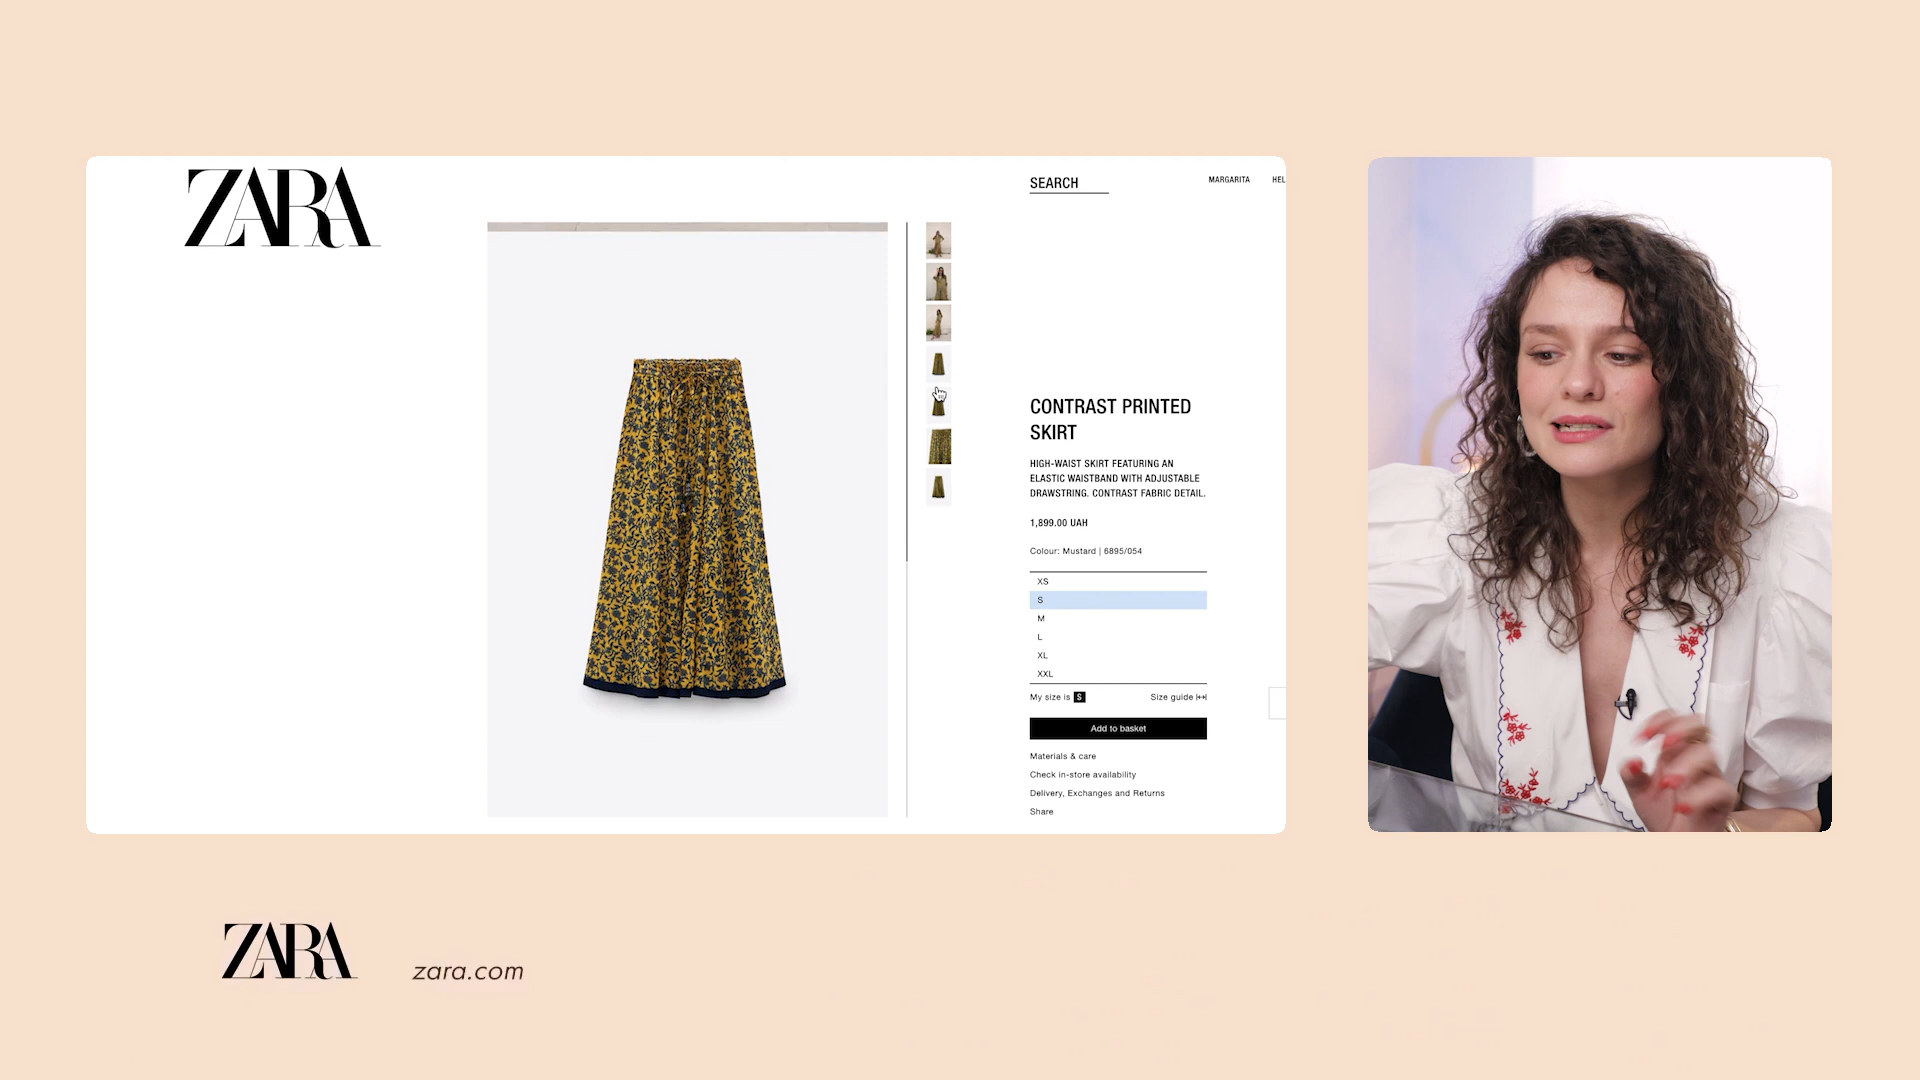 ZARA
SEARCH
MARGARITA
HEL
CONTRAST PRINTED
SKIRT
HIGH-WAIST SKIRT FEATURING AN
ELASTIC WAISTBAND WITH ADJUSTABLE
DRAWSTRING. CONTRAST FABRIC DETAIL.
1,899.00 UAH
Colour: Mustard | 6895/054
XS
S
M
L
XL
XXL
My size is S
Size guide
Add to basket
Materials & care
Check in-store availability
Delivery, Exchanges and Returns
Share
ZARA
zara.com